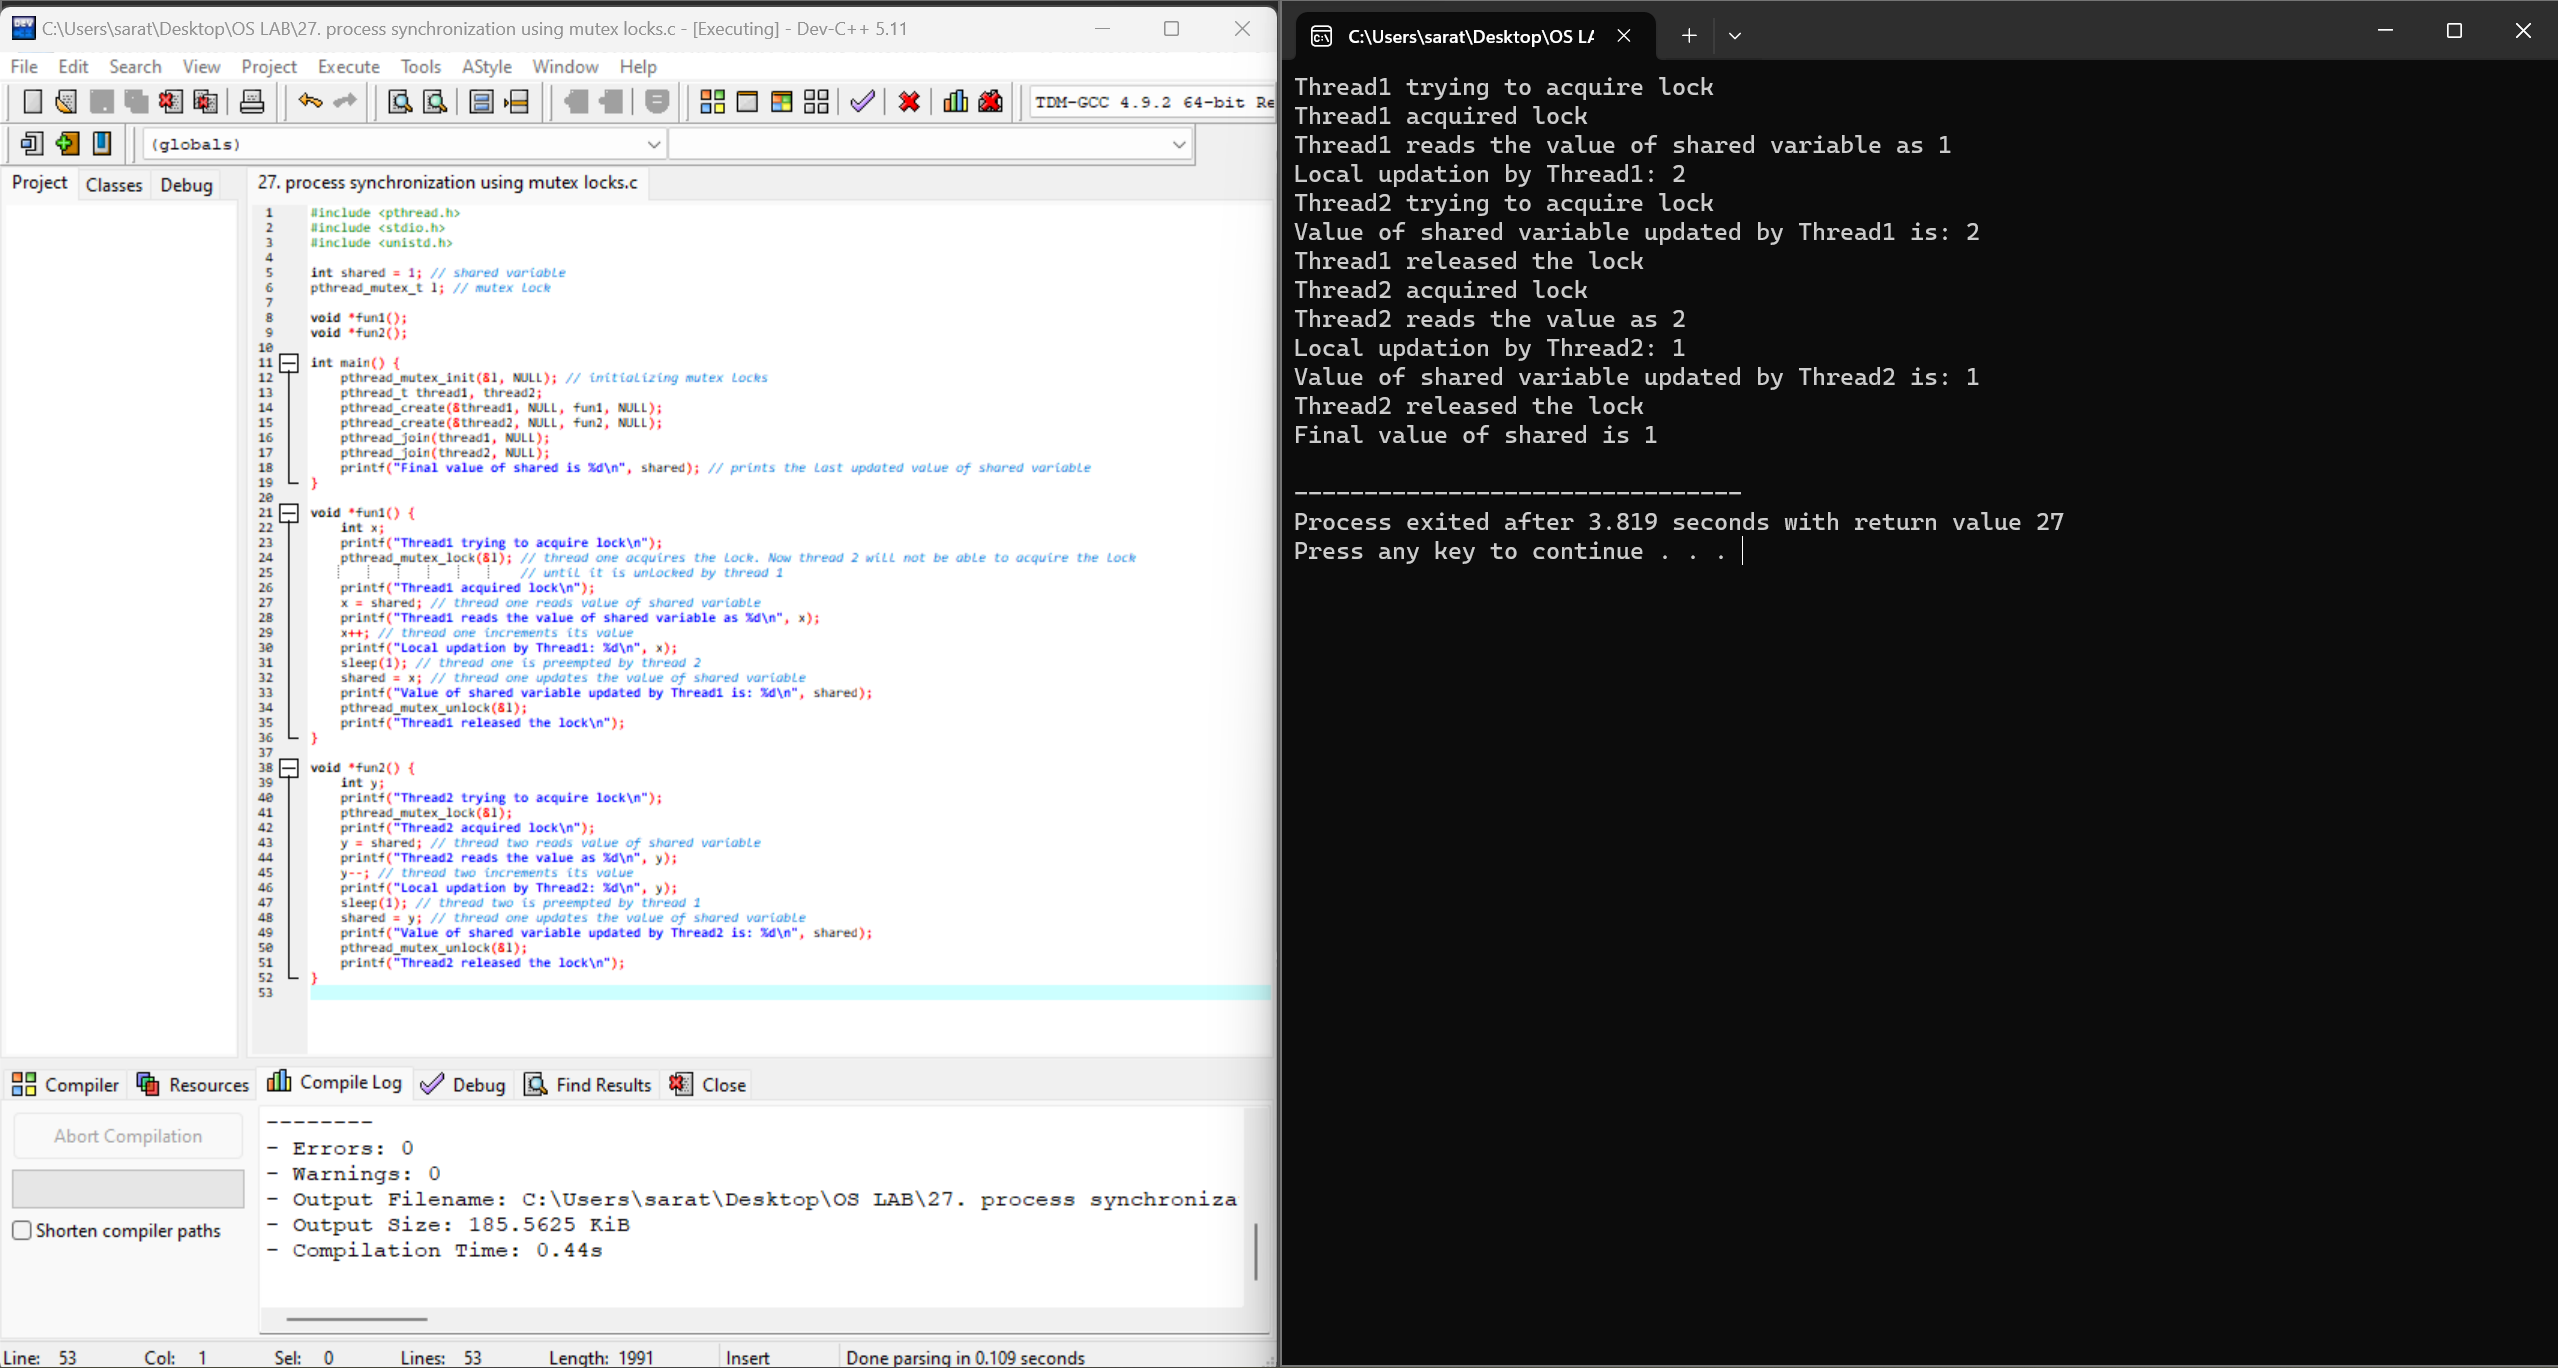 C:\Users\sarat\Desktop\OS LAB\27. process synchronization using mutex locks.c - [Executing] - Dev-C++ 5.11
File Edit Search View Project Execute Tools AStyle Window Help
TDM-GCC 4.9.2 64-bit Re
(globals)
Project Classes Debug
27. process synchronization using mutex locks.c
1 #include <pthread.h>
2 #include <stdio.h>
3 #include <unistd.h>
4
5 int shared = 1; // shared variable
6 pthread_mutex_t l; // mutex lock
7
8 void *fun1();
9 void *fun2();
10
11 int main() {
12 pthread_mutex_init(&l, NULL); // initializing mutex locks
13 pthread_t thread1, thread2;
14 pthread_create(&thread1, NULL, fun1, NULL);
15 pthread_create(&thread2, NULL, fun2, NULL);
16 pthread_join(thread1, NULL);
17 pthread_join(thread2, NULL);
18 printf("Final value of shared is %d\n", shared); // prints the last updated value of shared variable
19 }
20
21 void *fun1() {
22 int x;
23 printf("Thread1 trying to acquire lock\n");
24 pthread_mutex_lock(&l); // thread one acquires the lock. Now thread 2 will not be able to acquire the lock
25 // until it is unlocked by thread 1
26 printf("Thread1 acquired lock\n");
27 x = shared; // thread one reads value of shared variable
28 printf("Thread1 reads the value of shared variable as %d\n", x);
29 x++; // thread one increments its value
30 printf("Local updation by Thread1: %d\n", x);
31 sleep(1); // thread one is preempted by thread 2
32 shared = x; // thread one updates the value of shared variable
33 printf("Value of shared variable updated by Thread1 is: %d\n", shared);
34 pthread_mutex_unlock(&l);
35 printf("Thread1 released the lock\n");
36 }
37
38 void *fun2() {
39 int y;
40 printf("Thread2 trying to acquire lock\n");
41 pthread_mutex_lock(&l);
42 printf("Thread2 acquired lock\n");
43 y = shared; // thread two reads value of shared variable
44 printf("Thread2 reads the value as %d\n", y);
45 y--; // thread two increments its value
46 printf("Local updation by Thread2: %d\n", y);
47 sleep(1); // thread two is preempted by thread 1
48 shared = y; // thread one updates the value of shared variable
49 printf("Value of shared variable updated by Thread2 is: %d\n", shared);
50 pthread_mutex_unlock(&l);
51 printf("Thread2 released the lock\n");
52 }
53
Compiler Resources Compile Log Debug Find Results Close
Abort Compilation
Shorten compiler paths
--------
- Errors: 0
- Warnings: 0
- Output Filename: C:\Users\sarat\Desktop\OS LAB\27. process synchroniza
- Output Size: 185.5625 KiB
- Compilation Time: 0.44s
Line: 53 Col: 1 Sel: 0 Lines: 53 Length: 1991 Insert Done parsing in 0.109 seconds
C:\Users\sarat\Desktop\OS LA
Thread1 trying to acquire lock
Thread1 acquired lock
Thread1 reads the value of shared variable as 1
Local updation by Thread1: 2
Thread2 trying to acquire lock
Value of shared variable updated by Thread1 is: 2
Thread1 released the lock
Thread2 acquired lock
Thread2 reads the value as 2
Local updation by Thread2: 1
Value of shared variable updated by Thread2 is: 1
Thread2 released the lock
Final value of shared is 1
--------------------------------
Process exited after 3.819 seconds with return value 27
Press any key to continue . . .